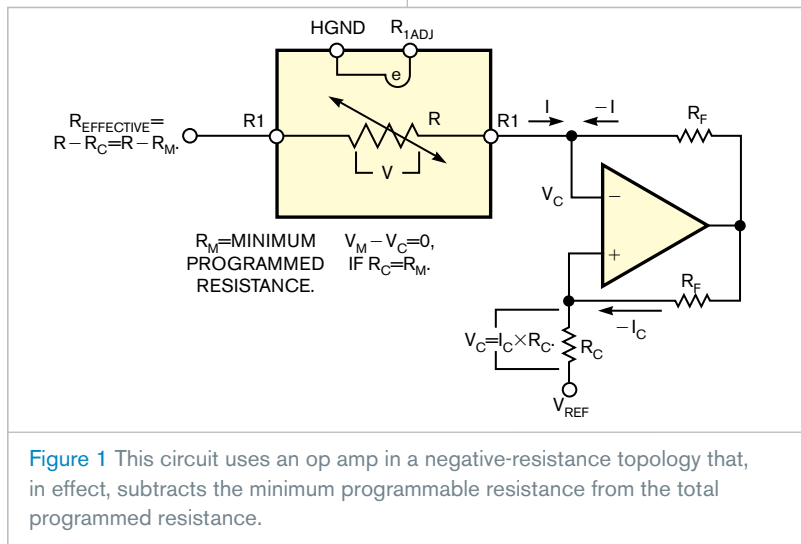 HGND R1ADJ
e
REFFECTIVE=
R−RC=R−RM.
R1
R
R1
V
I −I
RF
VC
−
+
RM=MINIMUM
PROGRAMMED
RESISTANCE.
VM−VC=0,
IF RC=RM.
RF
−IC
VC=IC×RC.
RC
VREF
Figure 1 This circuit uses an op amp in a negative-resistance topology that,
in effect, subtracts the minimum programmable resistance from the total
programmed resistance.